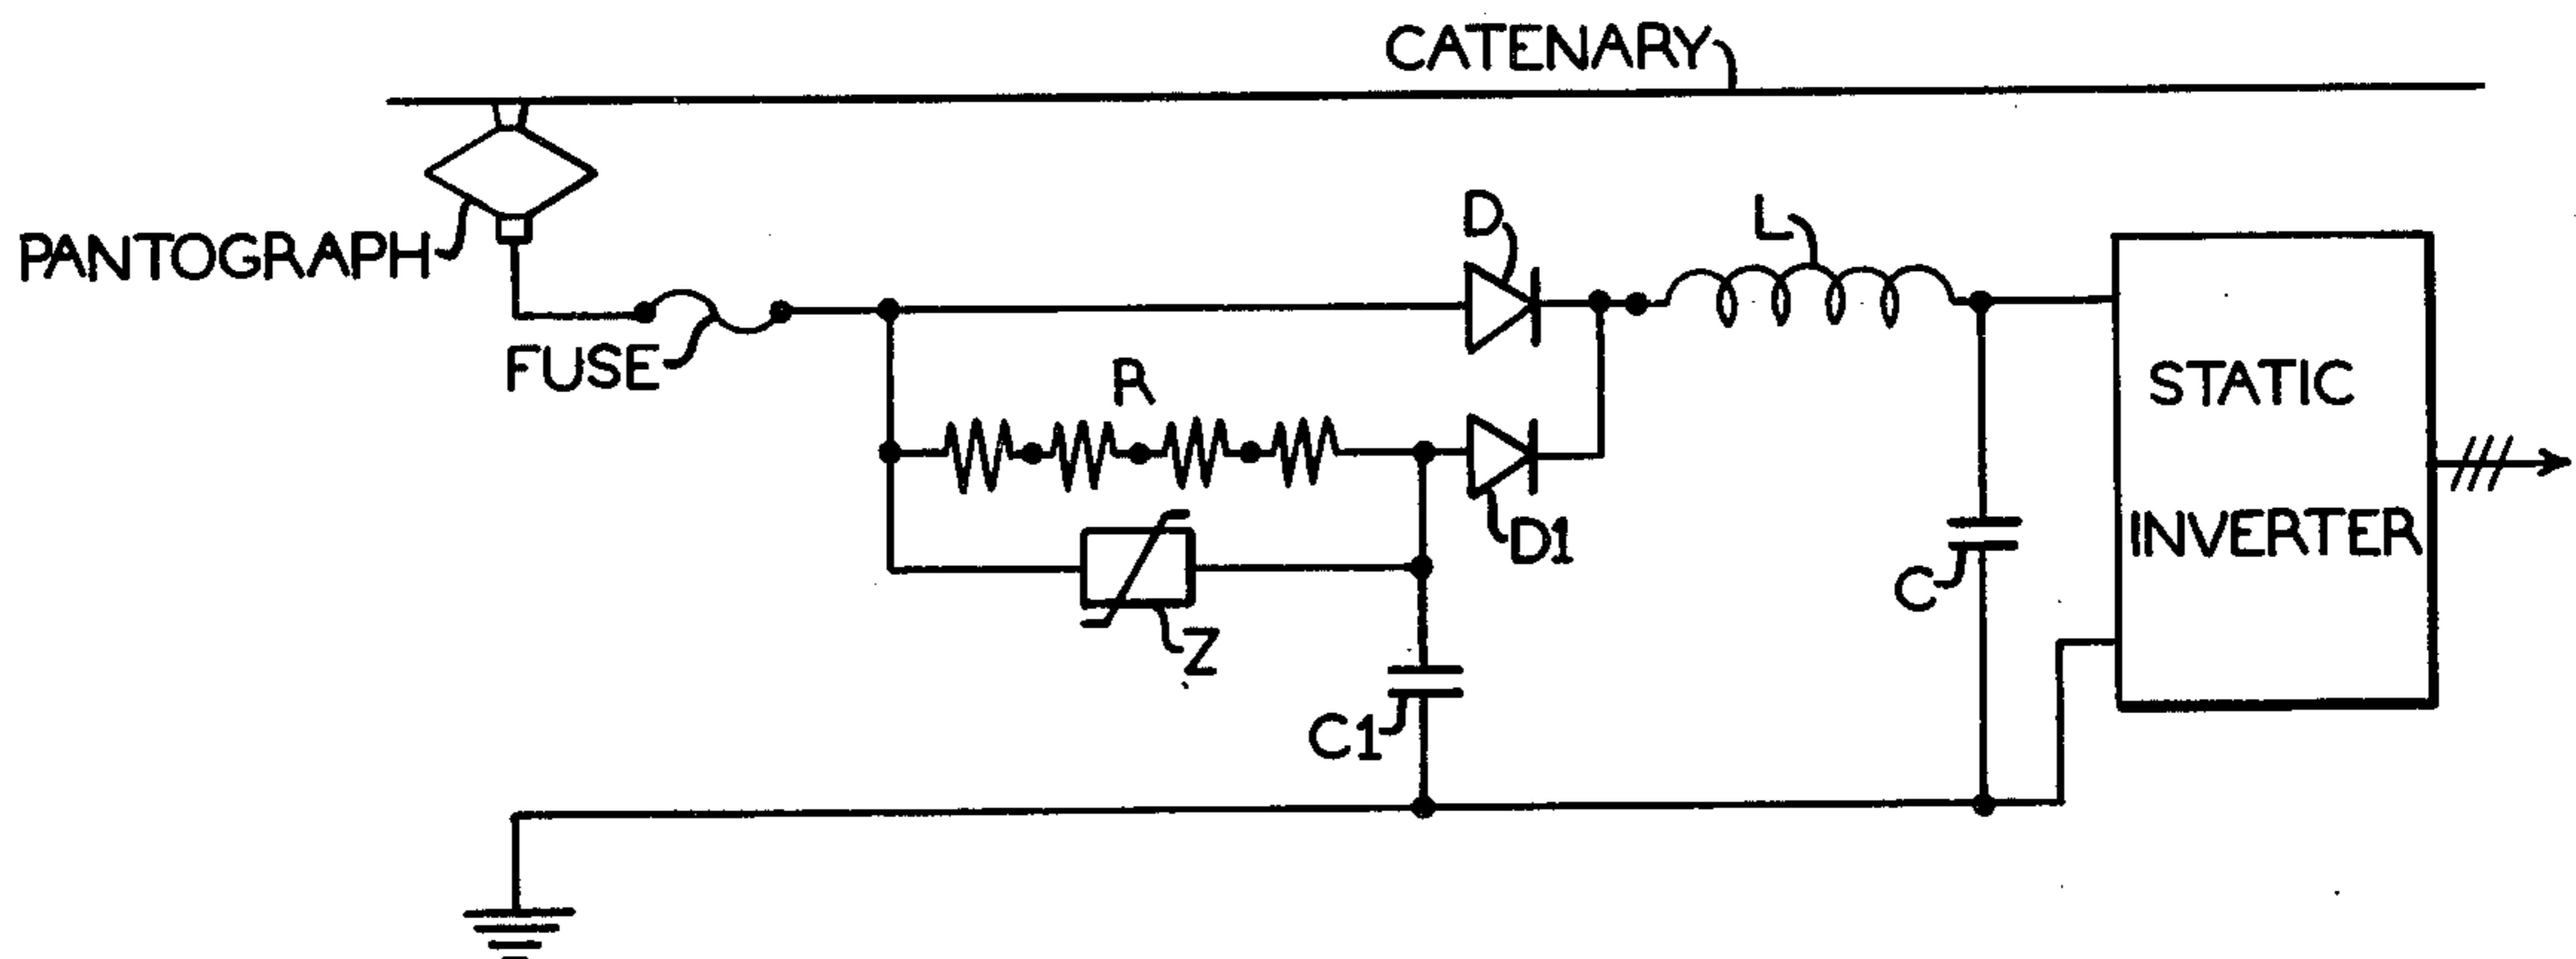 CATENARY
PANTOGRAPH
FUSE
D
L
R
D1
Z
C1
C
STATIC
INVERTER